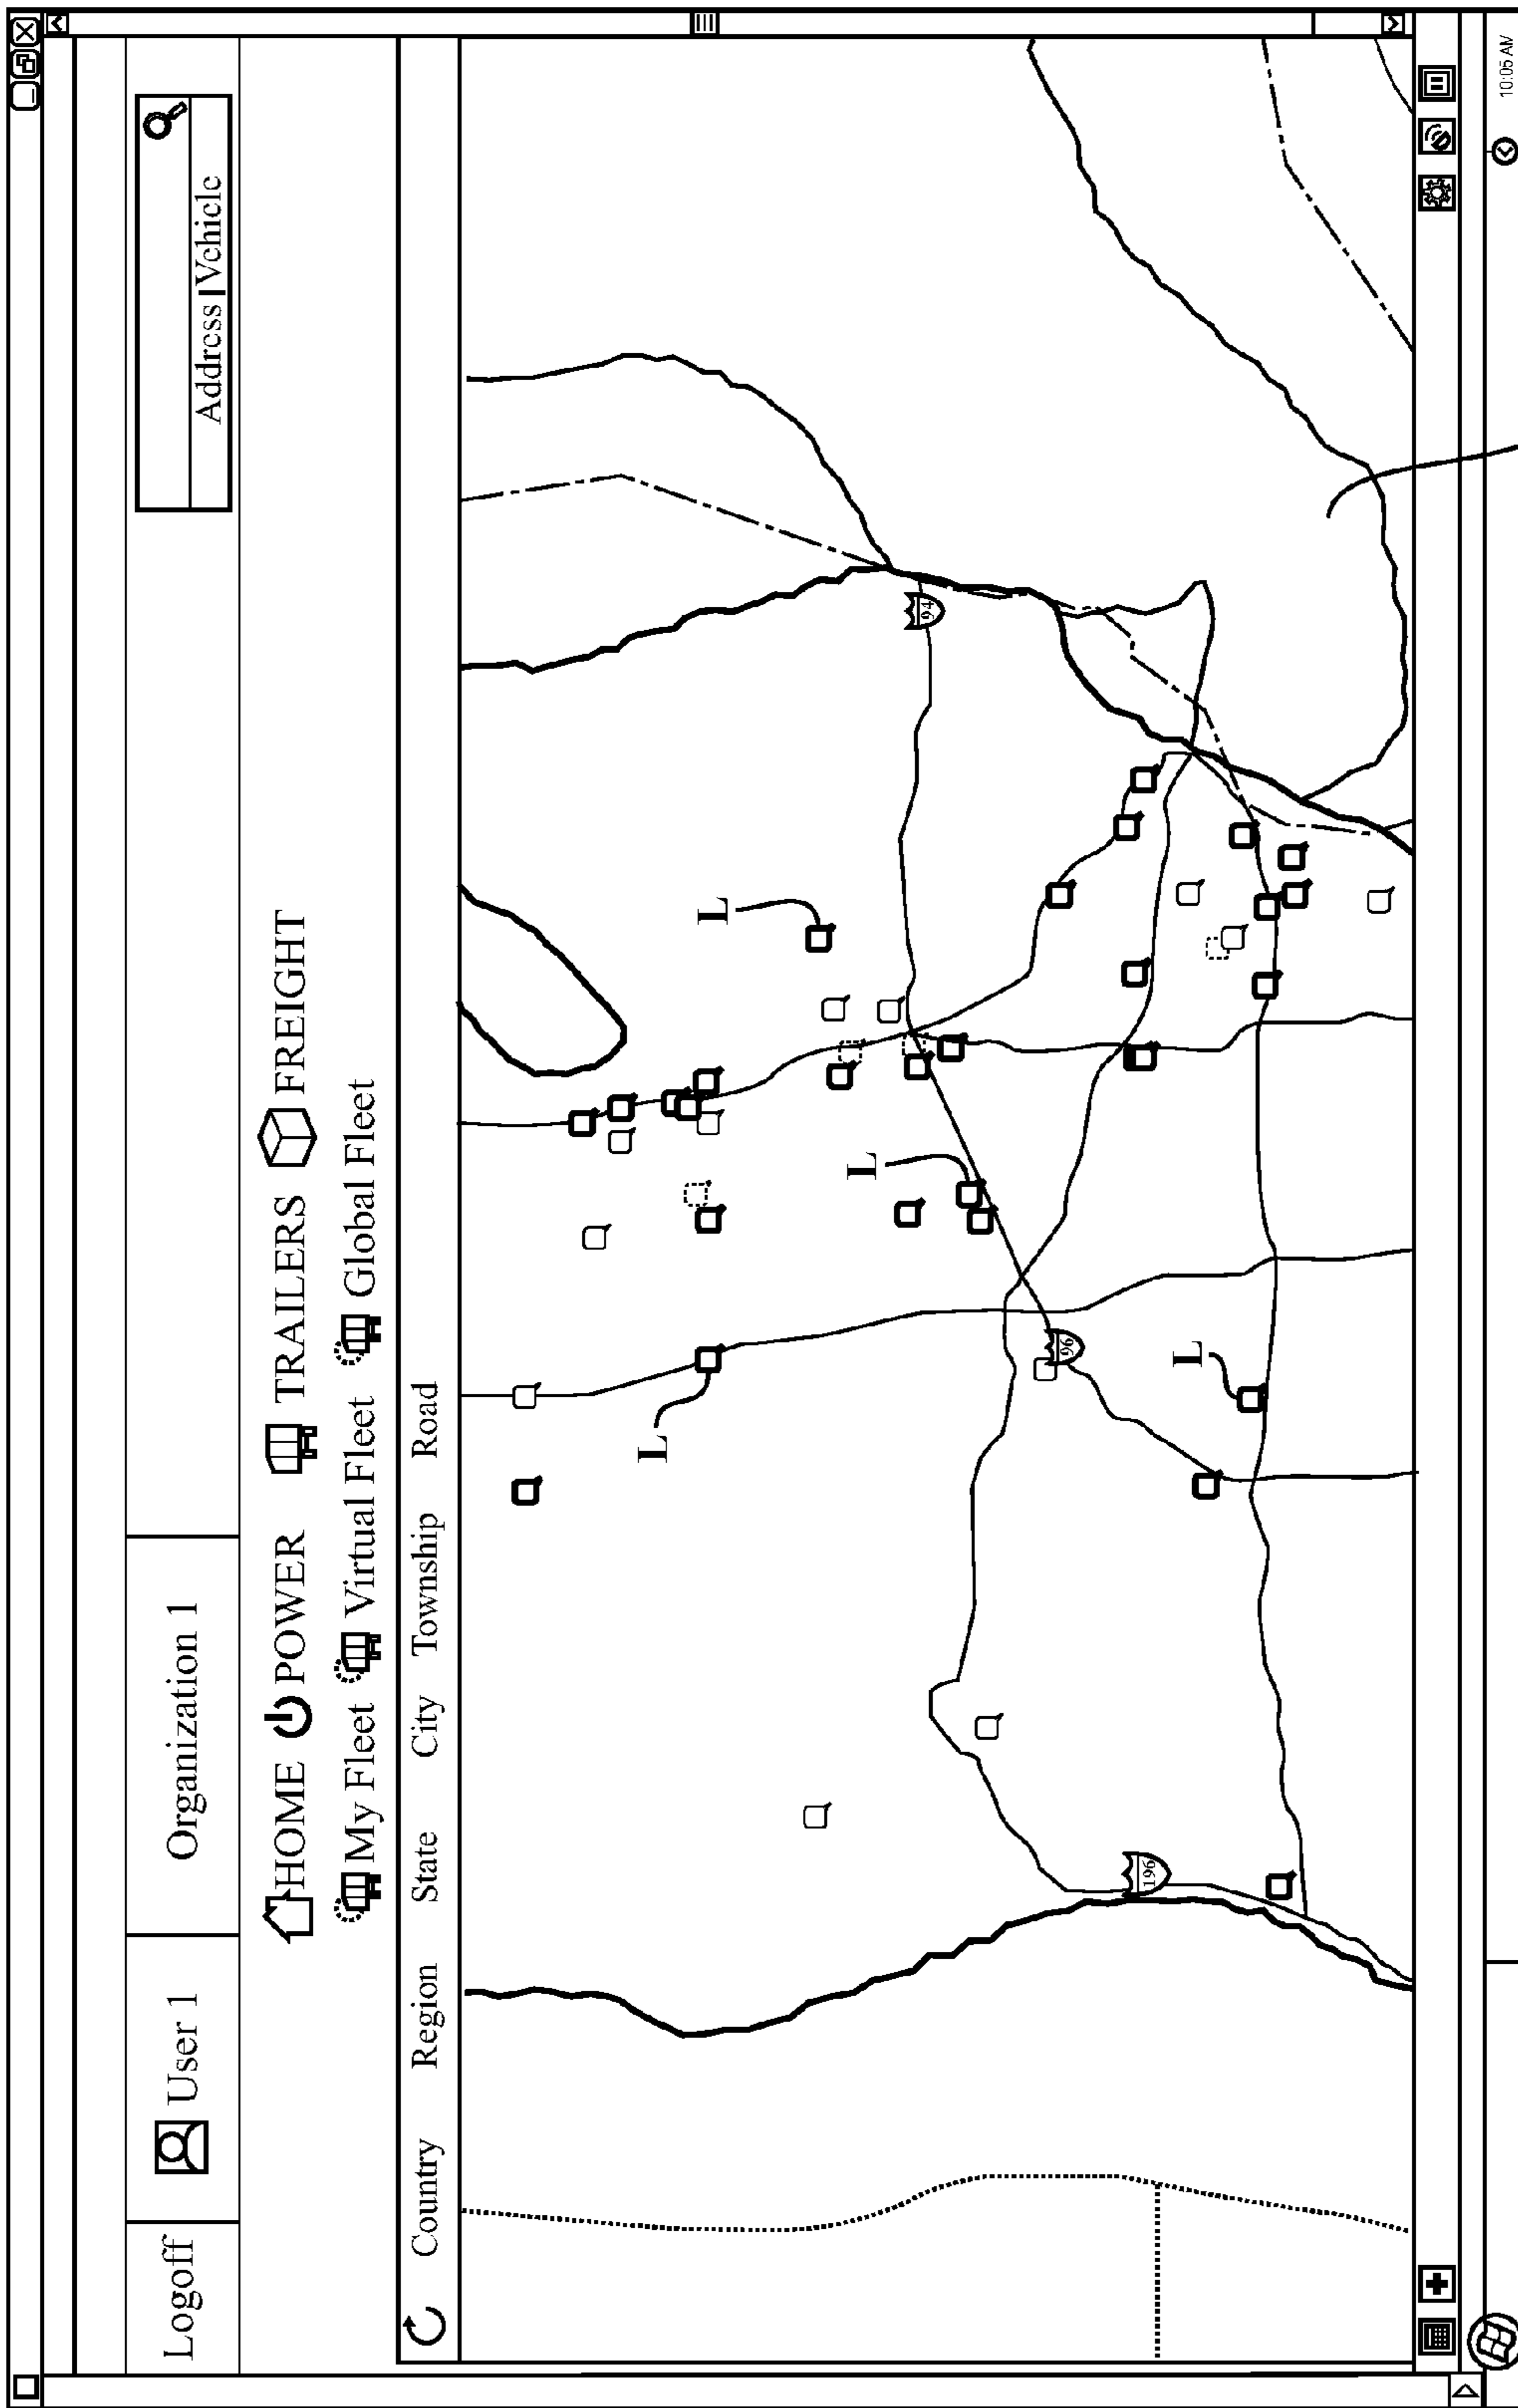 Logoff User 1 Organization 1
Address|Vehicle
HOME POWER TRAILERS FREIGHT
My Fleet Virtual Fleet Global Fleet
Country Region State City Township Road
L
L
L
L
94
96
196
10:05 AM